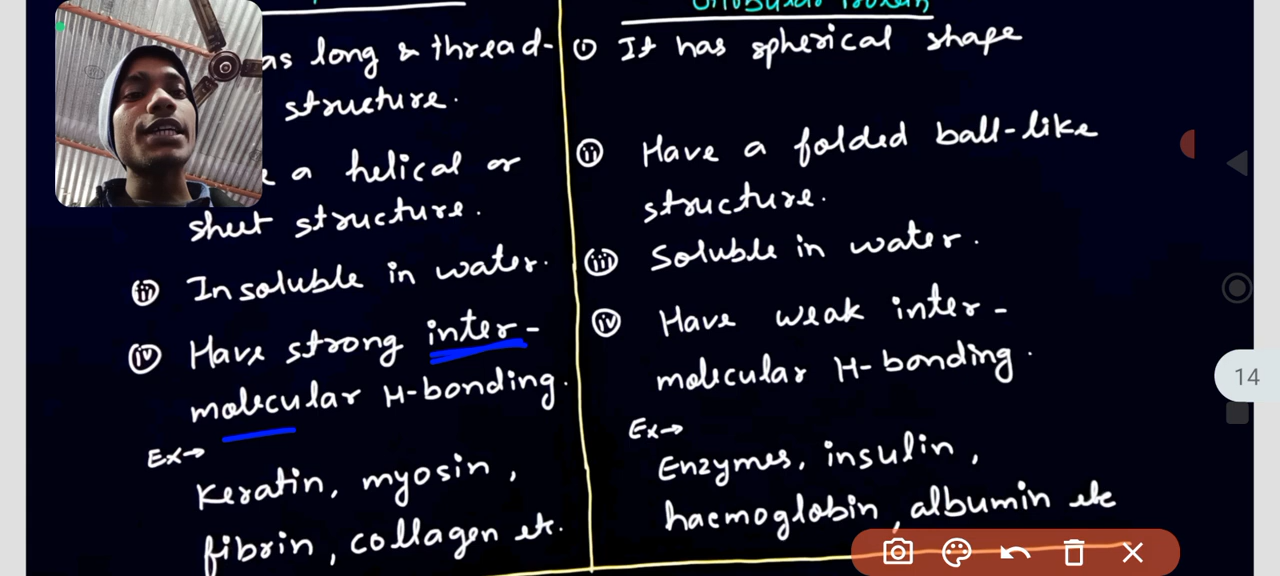 Globular Protein
as long & thread-
structure.
a helical or
sheet structure.
(iii) Insoluble in water.
(iv) Have strong inter-
molecular H-bonding.
Ex→
Keratin, myosin,
fibrin, collagen etc.
(i) It has spherical shape
(ii) Have a folded ball-like
structure.
(iii) Soluble in water.
(iv) Have weak inter-
molecular H-bonding.
Ex→
Enzymes, insulin,
haemoglobin, albumin etc
14